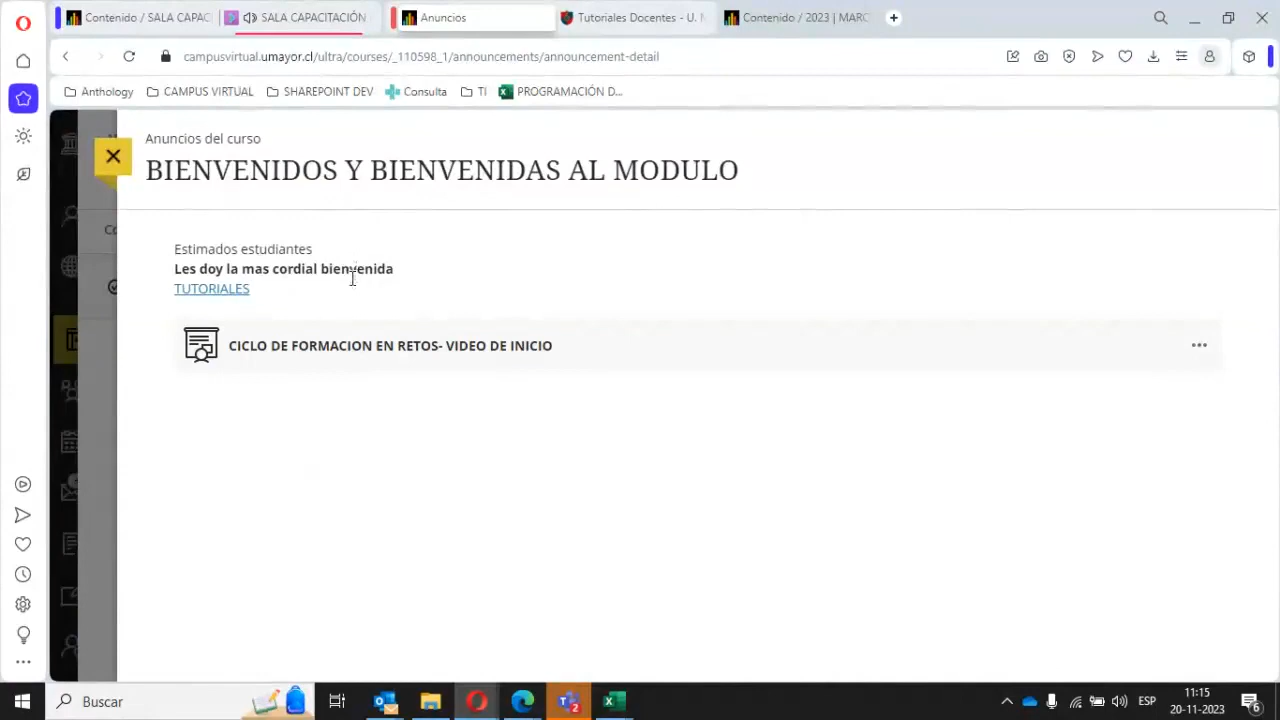 Contenido / SALA CAPAC
SALA CAPACITACIÓN
Anuncios
Tutoriales Docentes - U. M
Contenido / 2023 | MARC
campusvirtual.umayor.cl/ultra/courses/_110598_1/announcements/announcement-detail
Anthology
CAMPUS VIRTUAL
SHAREPOINT DEV
Consulta
TI
PROGRAMACIÓN D...
Anuncios del curso
BIENVENIDOS Y BIENVENIDAS AL MODULO
Estimados estudiantes
Les doy la mas cordial bienvenida
TUTORIALES
CICLO DE FORMACION EN RETOS- VIDEO DE INICIO
Buscar
ESP
11:15
20-11-2023